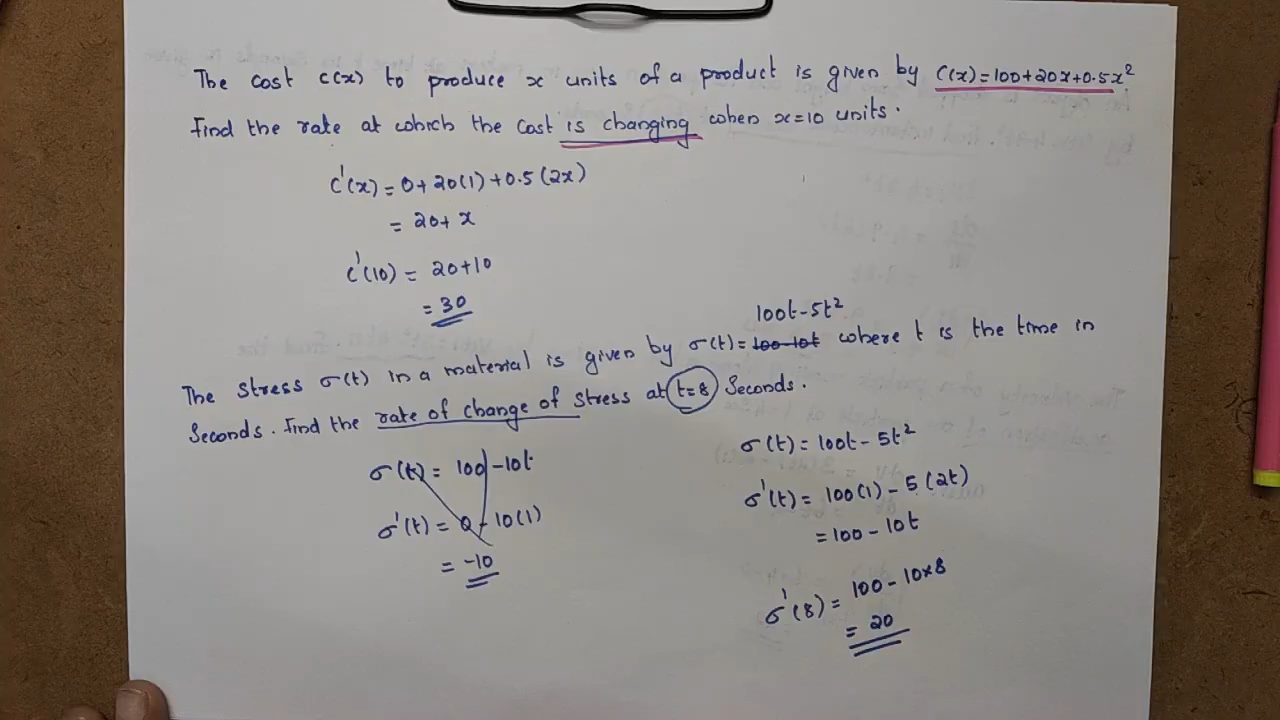 The cost C(x) to produce x units of a product is given by C(x)=100+20x+0.5x²
Find the rate at which the cost is changing when x=10 units.
C'(x) = 0+20(1)+0.5(2x)
= 20+x
C'(10) = 20+10
= 30
100t-5t²
The stress σ(t) in a material is given by σ(t)=100-10t where t is the time in
Seconds. Find the rate of change of stress at t=8 Seconds.
σ(t) = 100-10t
σ'(t) = 0-10(1)
= -10
σ(t) = 100t-5t²
σ'(t) = 100(1)-5(2t)
= 100-10t
σ'(8) = 100-10×8
= 20